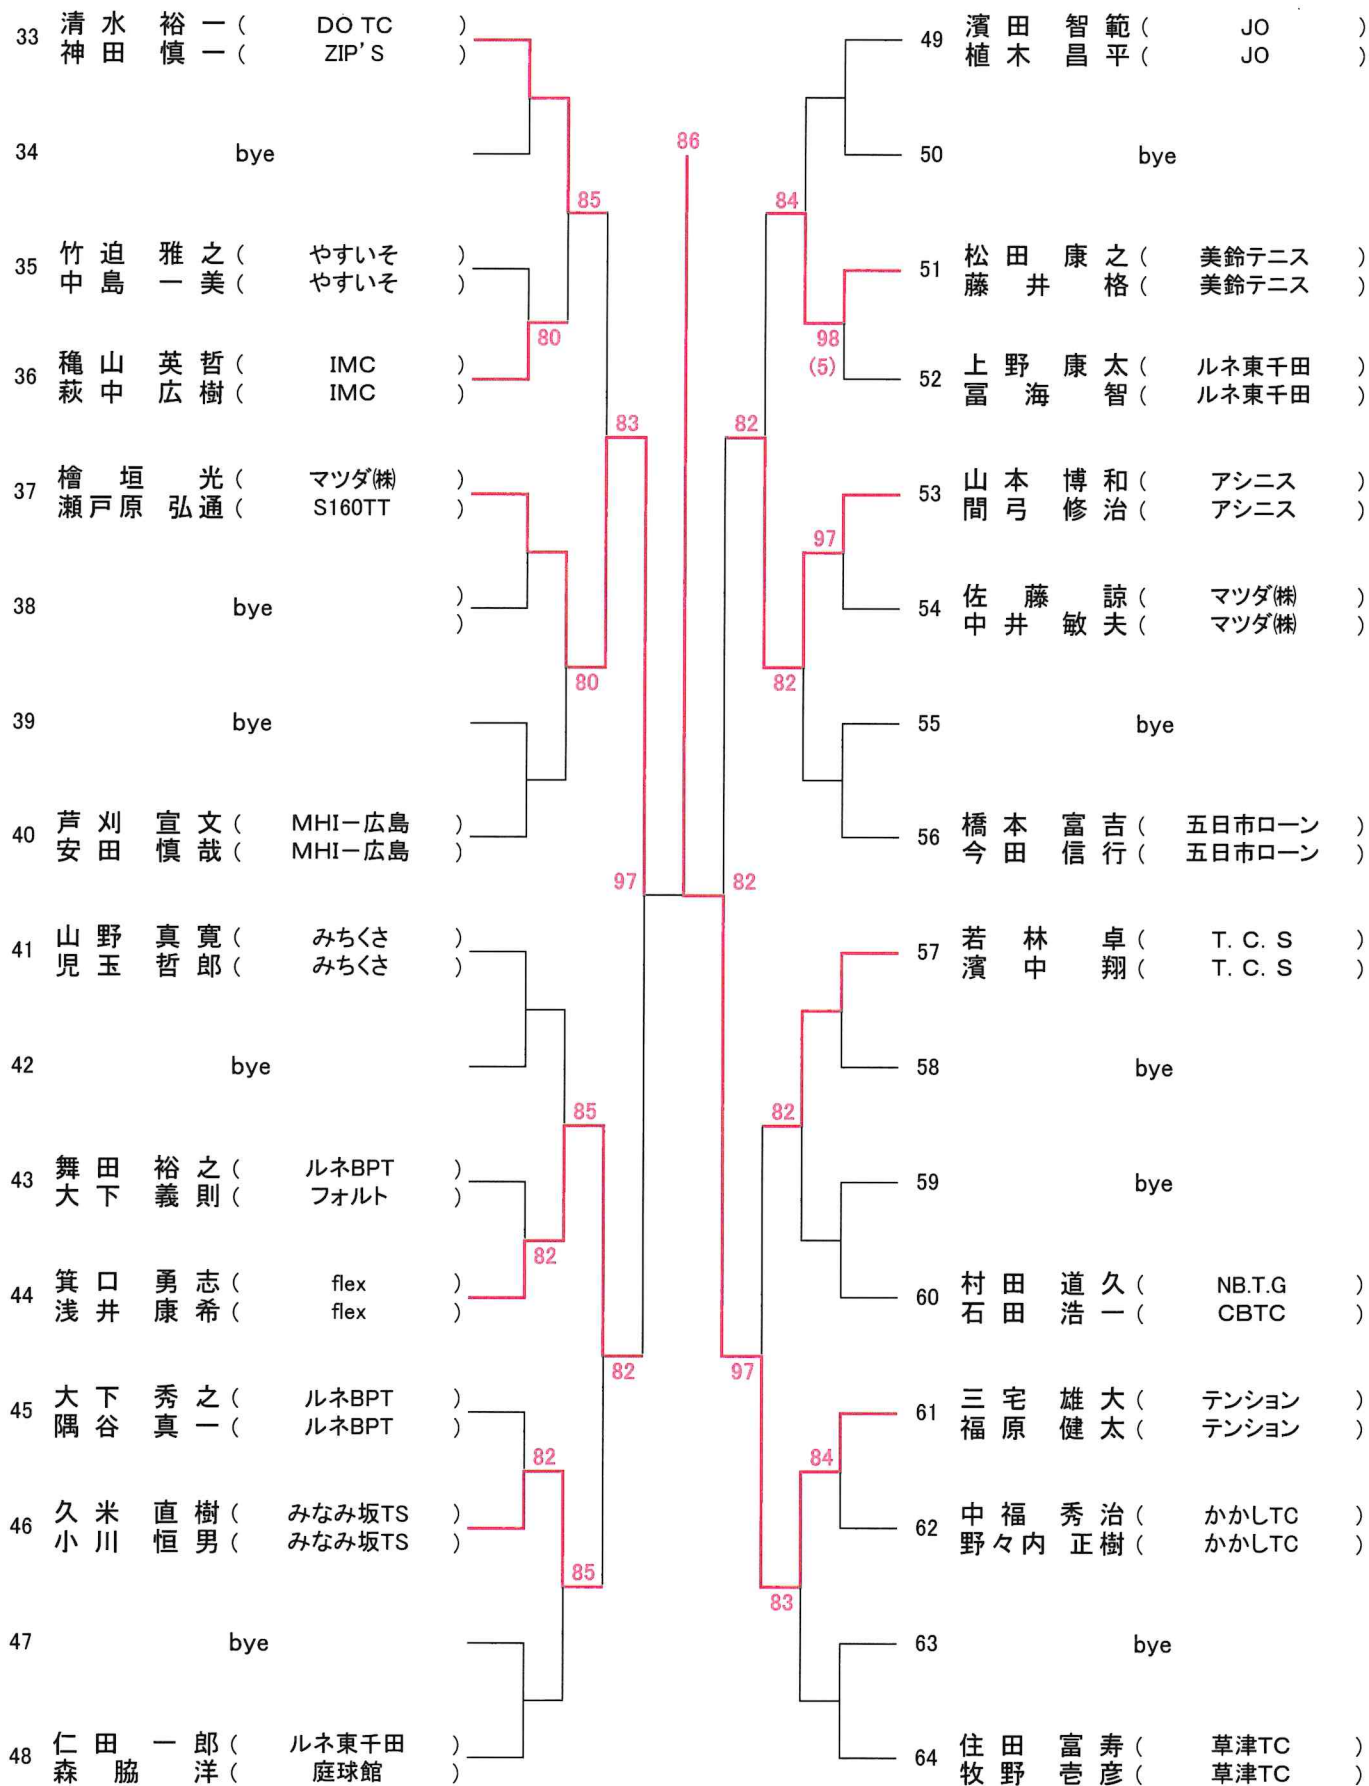 33 清水 裕一 ( DO TC )
神田 慎一 ( ZIP'S )
34 bye
85
35 竹迫 雅之 ( やすいそ )
中島 一美 ( やすいそ )
80
36 穐山 英哲 ( IMC )
萩中 広樹 ( IMC )
83
37 檜垣 光 ( マツダ㈱ )
瀬戸原 弘通 ( S160TT )
38 bye )
)
80
39 bye
40 芦刈 宣文 ( MHI－広島 )
安田 慎哉 ( MHI－広島 )
97
41 山野 真寛 ( みちくさ )
児玉 哲郎 ( みちくさ )
42 bye
85
43 舞田 裕之 ( ルネBPT )
大下 義則 ( フォルト )
82
44 箕口 勇志 ( flex )
浅井 康希 ( flex )
82
45 大下 秀之 ( ルネBPT )
隅谷 真一 ( ルネBPT )
82
46 久米 直樹 ( みなみ坂TS )
小川 恒男 ( みなみ坂TS )
85
47 bye
48 仁田 一郎 ( ルネ東千田 )
森脇 洋 ( 庭球館 )
86
49 濱田 智範 ( JO )
植木 昌平 ( JO )
50 bye
84
51 松田 康之 ( 美鈴テニス )
藤井 格 ( 美鈴テニス )
98
(5)
52 上野 康太 ( ルネ東千田 )
冨海 智 ( ルネ東千田 )
82
53 山本 博和 ( アシニス )
間弓 修治 ( アシニス )
97
54 佐藤 諒 ( マツダ㈱ )
中井 敏夫 ( マツダ㈱ )
82
55 bye
56 橋本 富吉 ( 五日市ローン )
今田 信行 ( 五日市ローン )
82
57 若林 卓 ( T. C. S )
濱中 翔 ( T. C. S )
58 bye
82
59 bye
60 村田 道久 ( NB.T.G )
石田 浩一 ( CBTC )
97
61 三宅 雄大 ( テンション )
福原 健太 ( テンション )
84
62 中福 秀治 ( かかしTC )
野々内 正樹 ( かかしTC )
83
63 bye
64 住田 富寿 ( 草津TC )
牧野 壱彦 ( 草津TC )